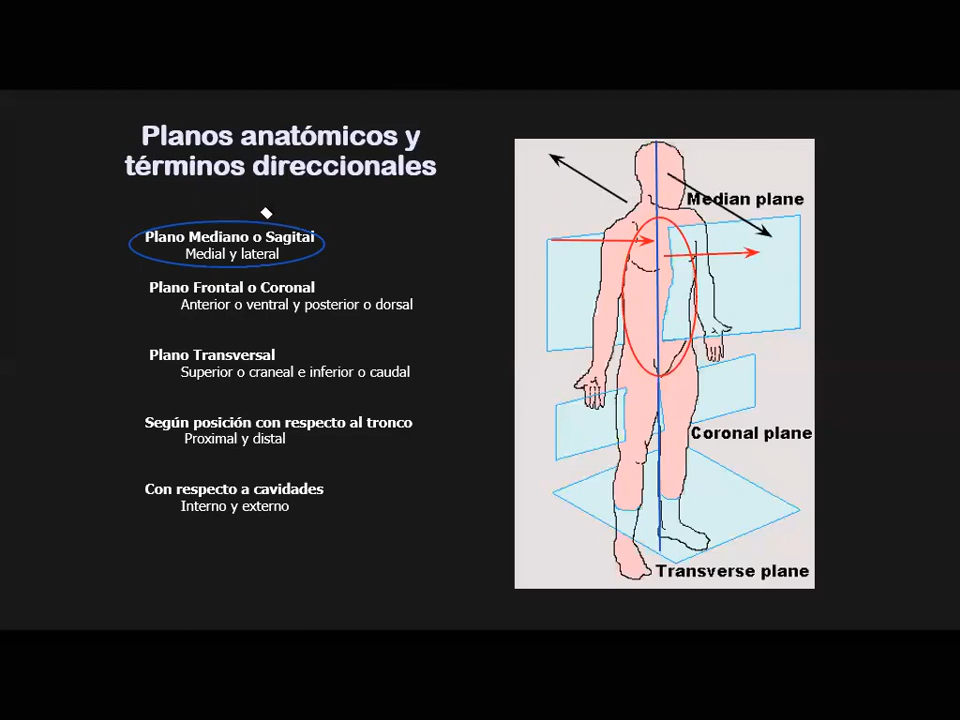 Planos anatómicos y
términos direccionales
Plano Mediano o Sagital
Medial y lateral
Plano Frontal o Coronal
Anterior o ventral y posterior o dorsal
Plano Transversal
Superior o craneal e inferior o caudal
Según posición con respecto al tronco
Proximal y distal
Con respecto a cavidades
Interno y externo
Median plane
Coronal plane
Transverse plane